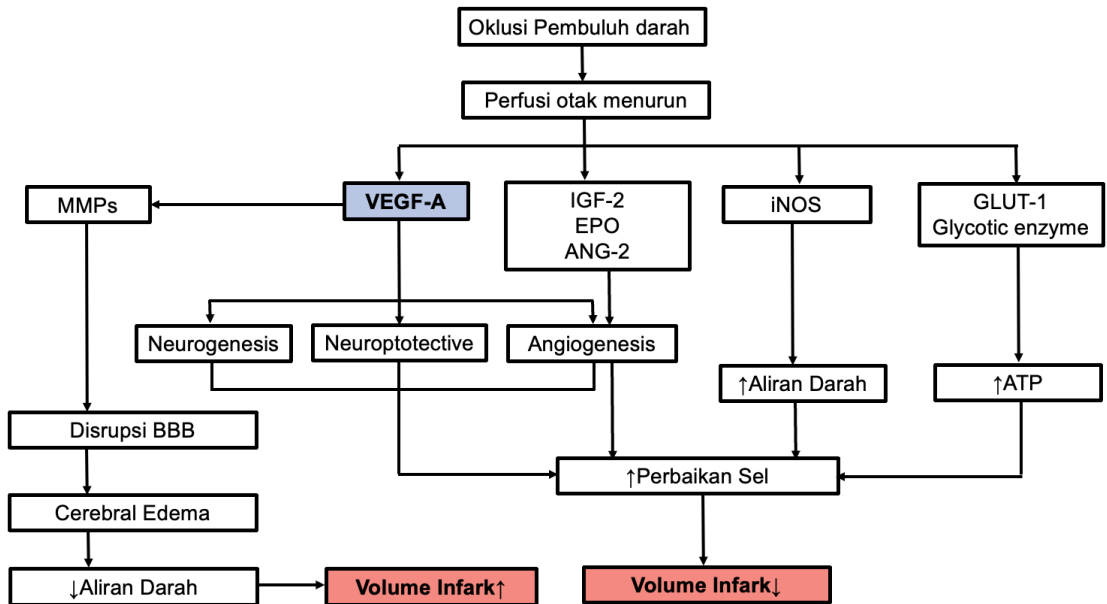 Oklusi Pembuluh darah
Perfusi otak menurun
MMPs
VEGF-A
IGF-2
EPO
ANG-2
iNOS
GLUT-1
Glycotic enzyme
Neurogenesis
Neuroptotective
Angiogenesis
↑Aliran Darah
↑ATP
Disrupsi BBB
↑Perbaikan Sel
Cerebral Edema
↓Aliran Darah
Volume Infark↑
Volume Infark↓